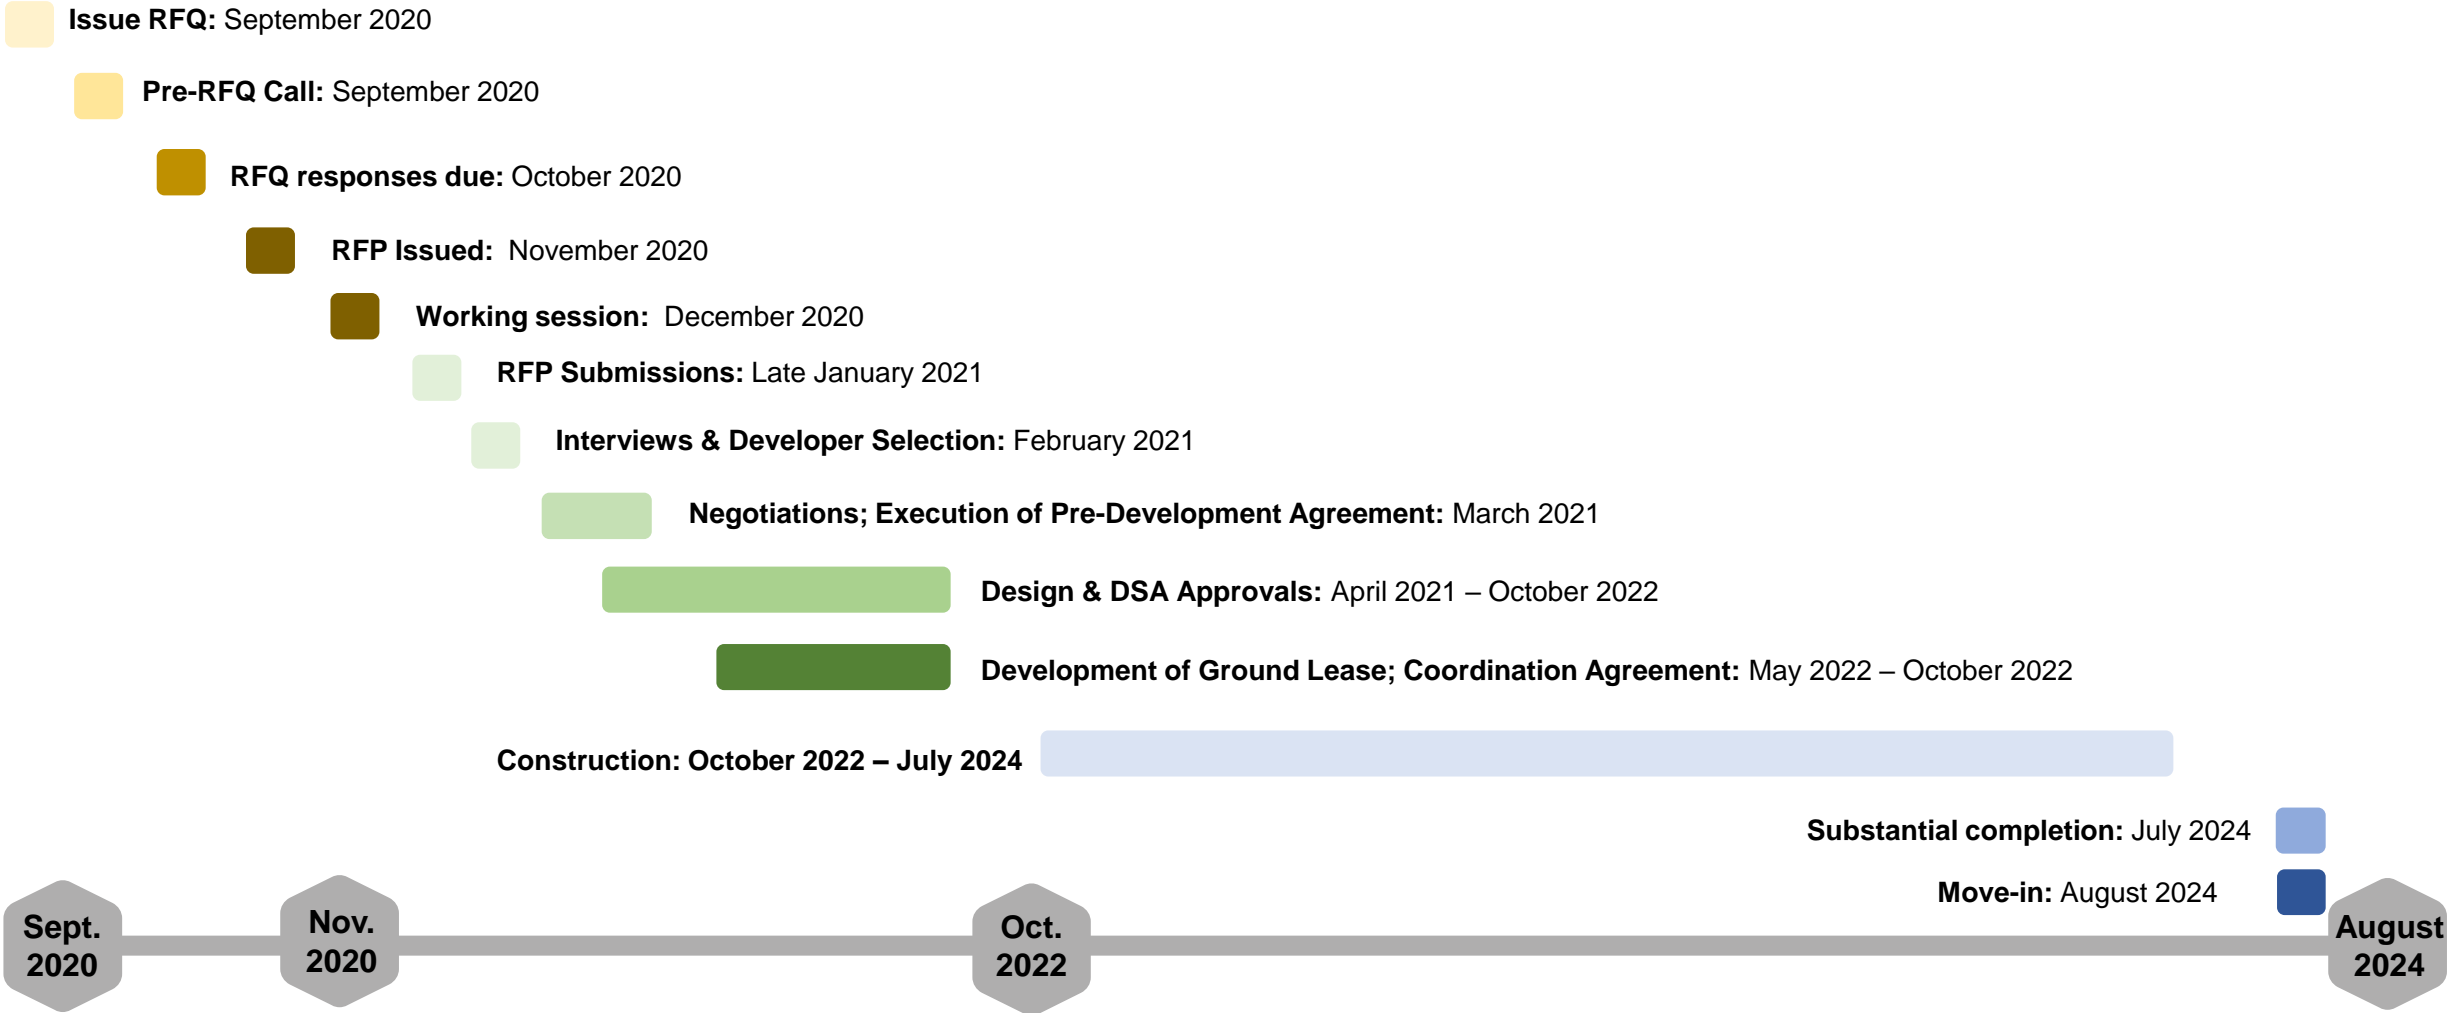 Issue RFQ: September 2020
Pre-RFQ Call: September 2020
RFQ responses due: October 2020
RFP Issued: November 2020
Working session: December 2020
RFP Submissions: Late January 2021
Interviews & Developer Selection: February 2021
Negotiations; Execution of Pre-Development Agreement: March 2021
Design & DSA Approvals: April 2021 – October 2022
Development of Ground Lease; Coordination Agreement: May 2022 – October 2022
Construction: October 2022 – July 2024
Substantial completion: July 2024
Move-in: August 2024
Sept.
2020
Nov.
2020
Oct.
2022
August
2024